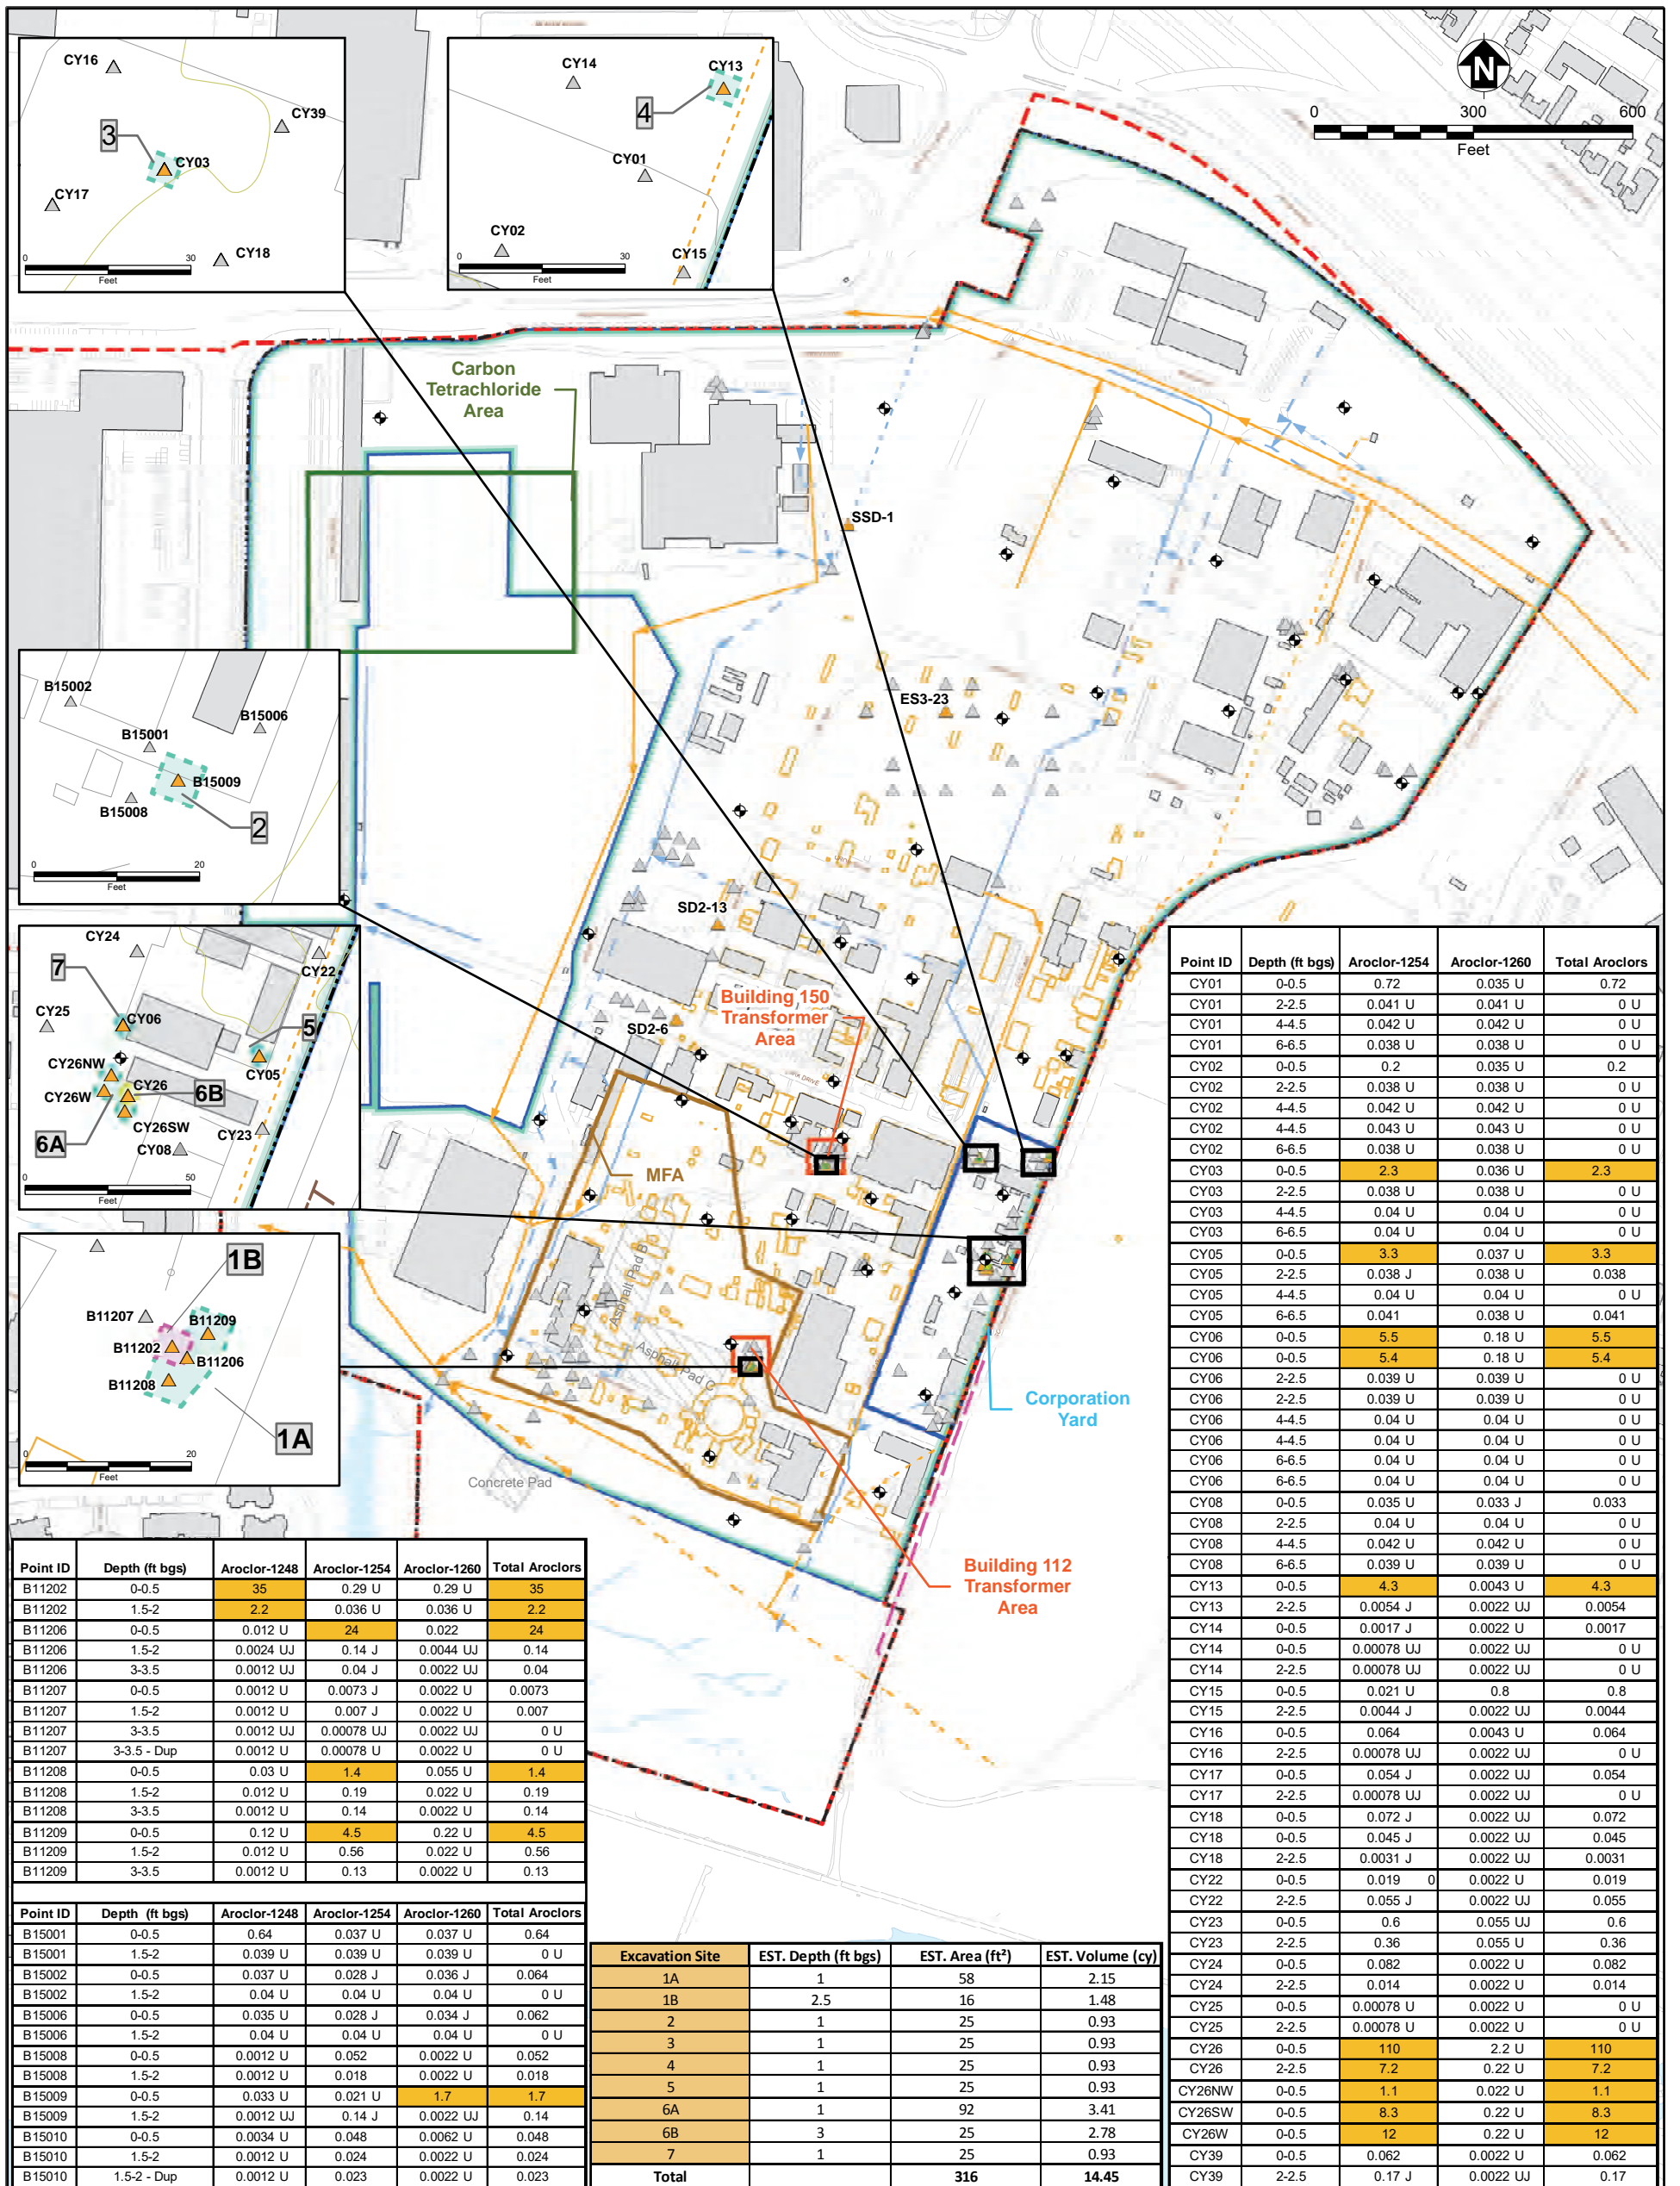 N
0 300 600
Feet
CY16
CY39
3
CY03
CY17
CY18
0 30
Feet
CY14
CY13
4
CY01
CY02
CY15
0 30
Feet
Carbon
Tetrachloride
Area
SSD-1
ES3-23
B15002
B15006
B15001
B15009
B15008
2
0 20
Feet
SD2-13
SD2-6
Building 150
Transformer
Area
CY24
CY22
7
CY25
CY06
5
CY26NW
CY05
CY26
CY26W
6B
CY26SW
6A
CY23
CY08
0 50
Feet
MFA
Asphalt Pad B
Asphalt Pad C
Concrete Pad
1B
B11207
B11209
B11202
B11206
B11208
1A
0 20
Feet
Corporation
Yard
Building 112
Transformer
Area
Point ID Depth (ft bgs) Aroclor-1254 Aroclor-1260 Total Aroclors
CY01 0-0.5 0.72 0.035 U 0.72
CY01 2-2.5 0.041 U 0.041 U 0 U
CY01 4-4.5 0.042 U 0.042 U 0 U
CY01 6-6.5 0.038 U 0.038 U 0 U
CY02 0-0.5 0.2 0.035 U 0.2
CY02 2-2.5 0.038 U 0.038 U 0 U
CY02 4-4.5 0.042 U 0.042 U 0 U
CY02 4-4.5 0.043 U 0.043 U 0 U
CY02 6-6.5 0.038 U 0.038 U 0 U
CY03 0-0.5 2.3 0.036 U 2.3
CY03 2-2.5 0.038 U 0.038 U 0 U
CY03 4-4.5 0.04 U 0.04 U 0 U
CY03 6-6.5 0.04 U 0.04 U 0 U
CY05 0-0.5 3.3 0.037 U 3.3
CY05 2-2.5 0.038 J 0.038 U 0.038
CY05 4-4.5 0.04 U 0.04 U 0 U
CY05 6-6.5 0.041 0.038 U 0.041
CY06 0-0.5 5.5 0.18 U 5.5
CY06 0-0.5 5.4 0.18 U 5.4
CY06 2-2.5 0.039 U 0.039 U 0 U
CY06 2-2.5 0.039 U 0.039 U 0 U
CY06 4-4.5 0.04 U 0.04 U 0 U
CY06 4-4.5 0.04 U 0.04 U 0 U
CY06 6-6.5 0.04 U 0.04 U 0 U
CY06 6-6.5 0.04 U 0.04 U 0 U
CY08 0-0.5 0.035 U 0.033 J 0.033
CY08 2-2.5 0.04 U 0.04 U 0 U
CY08 4-4.5 0.042 U 0.042 U 0 U
CY08 6-6.5 0.039 U 0.039 U 0 U
CY13 0-0.5 4.3 0.0043 U 4.3
CY13 2-2.5 0.0054 J 0.0022 UJ 0.0054
CY14 0-0.5 0.0017 J 0.0022 U 0.0017
CY14 0-0.5 0.00078 UJ 0.0022 UJ 0 U
CY14 2-2.5 0.00078 UJ 0.0022 UJ 0 U
CY15 0-0.5 0.021 U 0.8 0.8
CY15 2-2.5 0.0044 J 0.0022 UJ 0.0044
CY16 0-0.5 0.064 0.0043 U 0.064
CY16 2-2.5 0.00078 UJ 0.0022 UJ 0 U
CY17 0-0.5 0.054 J 0.0022 UJ 0.054
CY17 2-2.5 0.00078 UJ 0.0022 UJ 0 U
CY18 0-0.5 0.072 J 0.0022 UJ 0.072
CY18 0-0.5 0.045 J 0.0022 UJ 0.045
CY18 2-2.5 0.0031 J 0.0022 UJ 0.0031
CY22 0-0.5 0.019 0 0.0022 U 0.019
CY22 2-2.5 0.055 J 0.0022 UJ 0.055
CY23 0-0.5 0.6 0.055 UJ 0.6
CY23 2-2.5 0.36 0.055 U 0.36
CY24 0-0.5 0.082 0.0022 U 0.082
CY24 2-2.5 0.014 0.0022 U 0.014
CY25 0-0.5 0.00078 U 0.0022 U 0 U
CY25 2-2.5 0.00078 U 0.0022 U 0 U
CY26 0-0.5 110 2.2 U 110
CY26 2-2.5 7.2 0.22 U 7.2
CY26NW 0-0.5 1.1 0.022 U 1.1
CY26SW 0-0.5 8.3 0.22 U 8.3
CY26W 0-0.5 12 0.22 U 12
CY39 0-0.5 0.062 0.0022 U 0.062
CY39 2-2.5 0.17 J 0.0022 UJ 0.17
Point ID Depth (ft bgs) Aroclor-1248 Aroclor-1254 Aroclor-1260 Total Aroclors
B11202 0-0.5 35 0.29 U 0.29 U 35
B11202 1.5-2 2.2 0.036 U 0.036 U 2.2
B11206 0-0.5 0.012 U 24 0.022 24
B11206 1.5-2 0.0024 UJ 0.14 J 0.0044 UJ 0.14
B11206 3-3.5 0.0012 UJ 0.04 J 0.0022 UJ 0.04
B11207 0-0.5 0.0012 U 0.0073 J 0.0022 U 0.0073
B11207 1.5-2 0.0012 U 0.007 J 0.0022 U 0.007
B11207 3-3.5 0.0012 UJ 0.00078 UJ 0.0022 UJ 0 U
B11207 3-3.5 - Dup 0.0012 U 0.00078 U 0.0022 U 0 U
B11208 0-0.5 0.03 U 1.4 0.055 U 1.4
B11208 1.5-2 0.012 U 0.19 0.022 U 0.19
B11208 3-3.5 0.0012 U 0.14 0.0022 U 0.14
B11209 0-0.5 0.12 U 4.5 0.22 U 4.5
B11209 1.5-2 0.012 U 0.56 0.022 U 0.56
B11209 3-3.5 0.0012 U 0.13 0.0022 U 0.13
Point ID Depth (ft bgs) Aroclor-1248 Aroclor-1254 Aroclor-1260 Total Aroclors
B15001 0-0.5 0.64 0.037 U 0.037 U 0.64
B15001 1.5-2 0.039 U 0.039 U 0.039 U 0 U
B15002 0-0.5 0.037 U 0.028 J 0.036 J 0.064
B15002 1.5-2 0.04 U 0.04 U 0.04 U 0 U
B15006 0-0.5 0.035 U 0.028 J 0.034 J 0.062
B15006 1.5-2 0.04 U 0.04 U 0.04 U 0 U
B15008 0-0.5 0.0012 U 0.052 0.0022 U 0.052
B15008 1.5-2 0.0012 U 0.018 0.0022 U 0.018
B15009 0-0.5 0.033 U 0.021 U 1.7 1.7
B15009 1.5-2 0.0012 UJ 0.14 J 0.0022 UJ 0.14
B15010 0-0.5 0.0034 U 0.048 0.0062 U 0.048
B15010 1.5-2 0.0012 U 0.024 0.0022 U 0.024
B15010 1.5-2 - Dup 0.0012 U 0.023 0.0022 U 0.023
Excavation Site EST. Depth (ft bgs) EST. Area (ft²) EST. Volume (cy)
1A 1 58 2.15
1B 2.5 16 1.48
2 1 25 0.93
3 1 25 0.93
4 1 25 0.93
5 1 25 0.93
6A 1 92 3.41
6B 3 25 2.78
7 1 25 0.93
Total 316 14.45